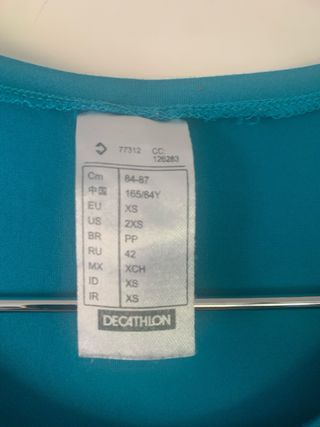 77312 CC:
126283
Cm 84-87
中国 165/84Y
EU XS
US 2XS
BR PP
RU 42
MX XCH
ID XS
IR XS
DECATHLON